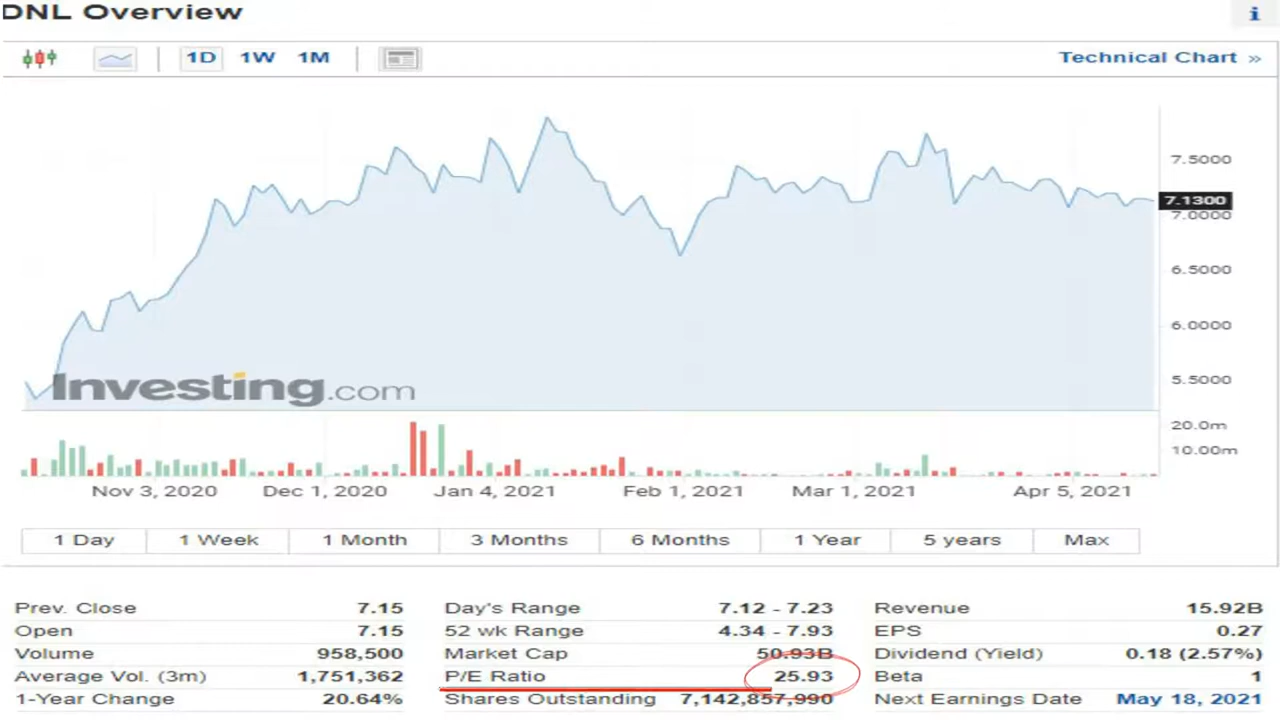 DNL Overview
i
1D 1W 1M Technical Chart »
7.5000
7.1300
7.0000
6.5000
6.0000
5.5000
Investing.com
20.0m
10.00m
Nov 3, 2020 Dec 1, 2020 Jan 4, 2021 Feb 1, 2021 Mar 1, 2021 Apr 5, 2021
1 Day 1 Week 1 Month 3 Months 6 Months 1 Year 5 years Max
Prev. Close 7.15 Day's Range 7.12 - 7.23 Revenue 15.92B
Open 7.15 52 wk Range 4.34 - 7.93 EPS 0.27
Volume 958,500 Market Cap 50.93B Dividend (Yield) 0.18 (2.57%)
Average Vol. (3m) 1,751,362 P/E Ratio 25.93 Beta 1
1-Year Change 20.64% Shares Outstanding 7,142,857,990 Next Earnings Date May 18, 2021